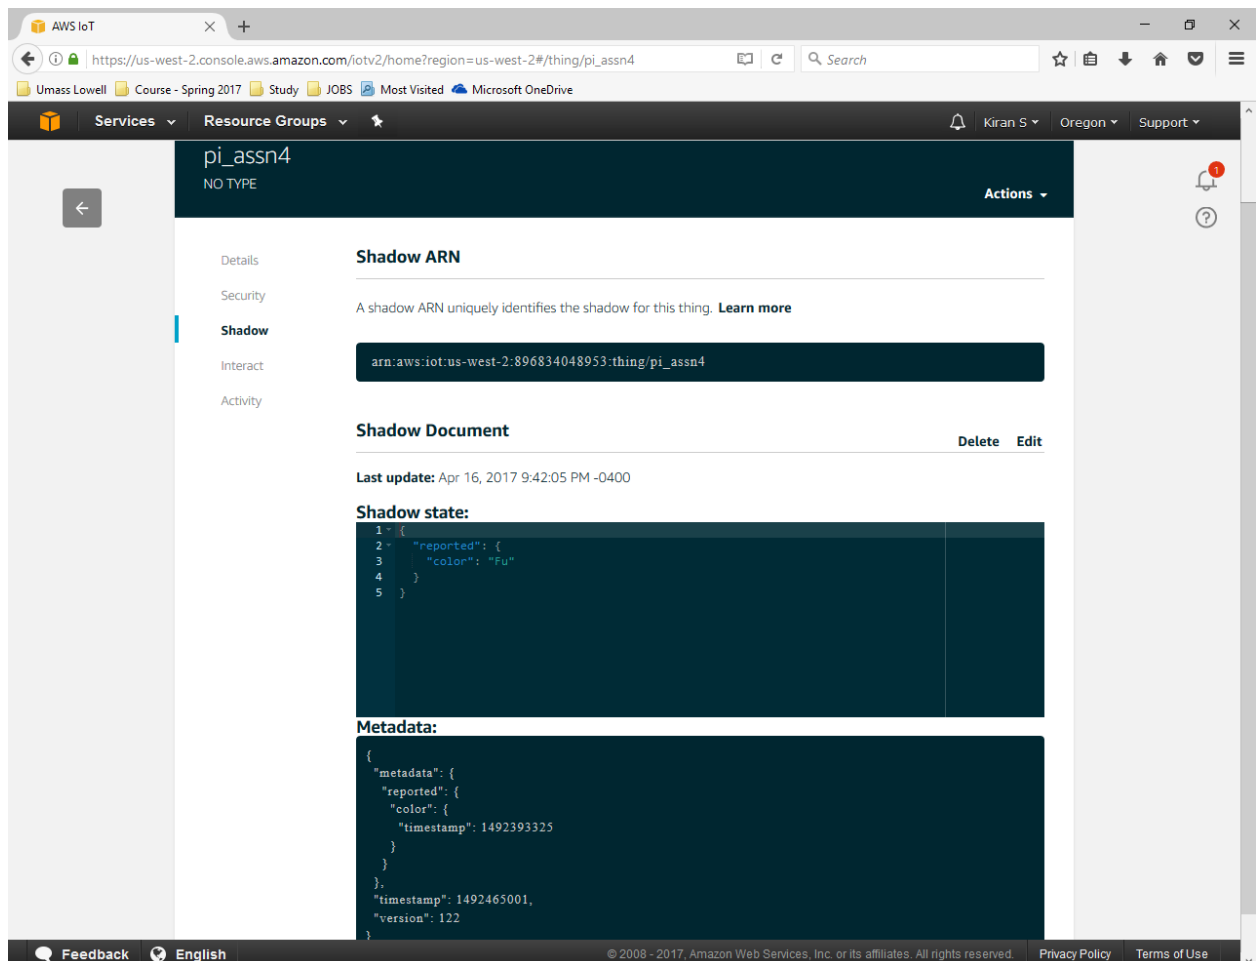 AWS IoT
https://us-west-2.console.aws.amazon.com/iotv2/home?region=us-west-2#/thing/pi_assn4
Search
Umass Lowell Course - Spring 2017 Study JOBS Most Visited Microsoft OneDrive
Services Resource Groups Kiran S Oregon Support
pi_assn4
NO TYPE
1
Actions
Details
Security
Shadow
Interact
Activity
Shadow ARN
A shadow ARN uniquely identifies the shadow for this thing. Learn more
arn:aws:iot:us-west-2:896834048953:thing/pi_assn4
Shadow Document
Delete Edit
Last update: Apr 16, 2017 9:42:05 PM -0400
Shadow state:
1 {
2 "reported": {
3 "color": "Fu"
4 }
5 }
Metadata:
{
"metadata": {
"reported": {
"color": {
"timestamp": 1492393325
}
}
},
"timestamp": 1492465001,
"version": 122
}
Feedback English © 2008 - 2017, Amazon Web Services, Inc. or its affiliates. All rights reserved. Privacy Policy Terms of Use